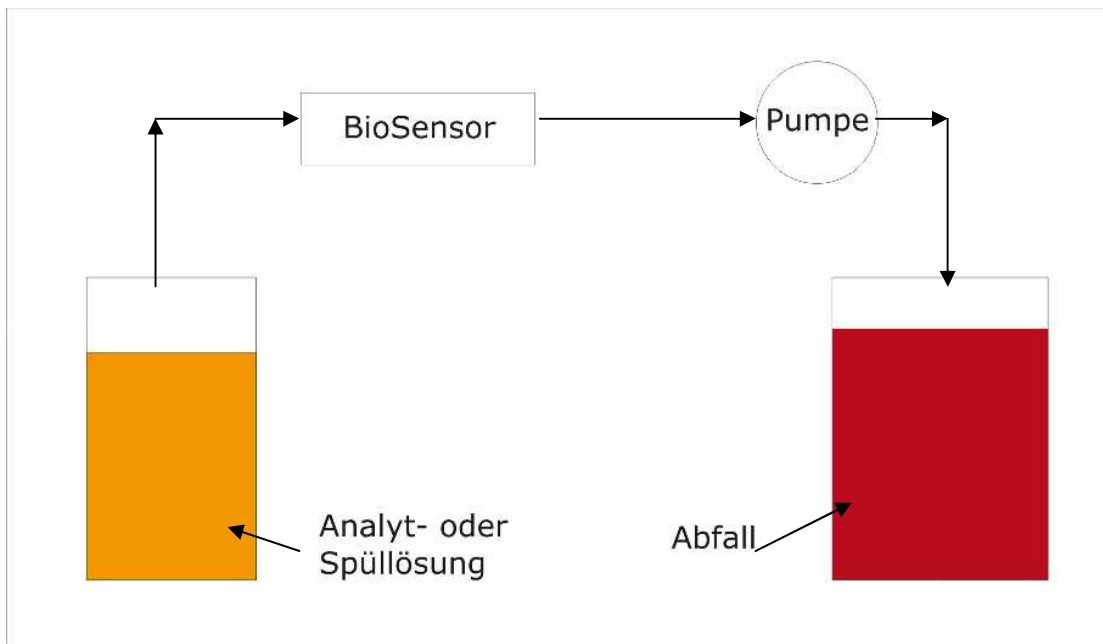 BioSensor
Pumpe
Analyt- oder
Spüllösung
Abfall